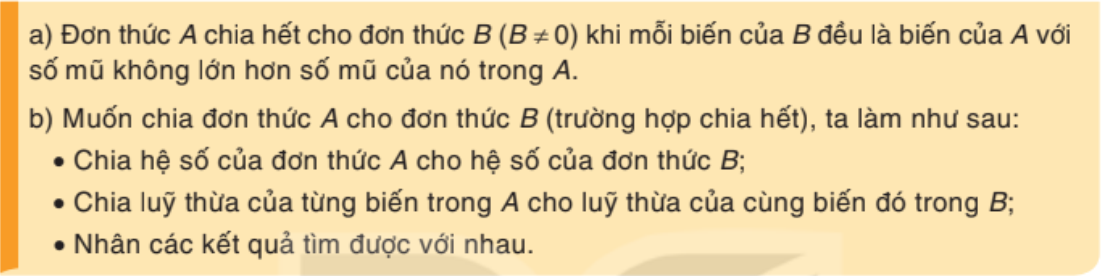 a) Đơn thức A chia hết cho đơn thức B (B ≠ 0) khi mỗi biến của B đều là biến của A với
số mũ không lớn hơn số mũ của nó trong A.
b) Muốn chia đơn thức A cho đơn thức B (trường hợp chia hết), ta làm như sau:
• Chia hệ số của đơn thức A cho hệ số của đơn thức B;
• Chia luỹ thừa của từng biến trong A cho luỹ thừa của cùng biến đó trong B;
• Nhân các kết quả tìm được với nhau.